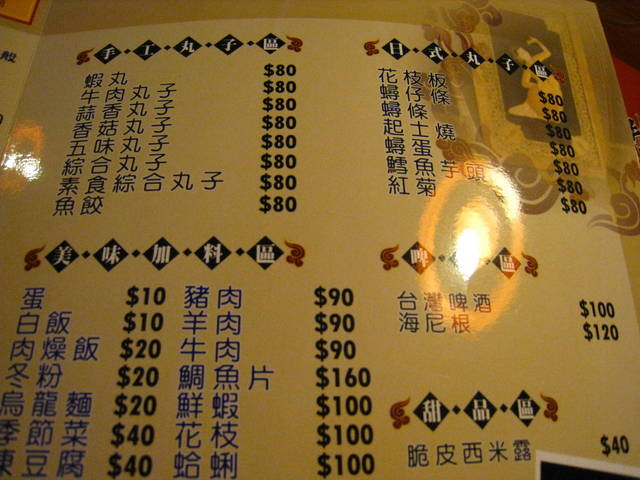 手工丸子區
蝦丸 $80
牛肉丸子 $80
蒜香丸子 $80
香菇丸子 $80
五味丸子 $80
綜合丸子 $80
素食綜合丸子 $80
魚餃 $80
日式丸子區
花枝板 $80
蟳仔條 $80
蟳條 $80
起士燒 $80
蟳蛋 $80
鱈魚芋頭 $80
紅菊 $80
美味加料區
蛋 $10
白飯 $10
肉燥飯 $20
冬粉 $20
烏龍麵 $20
季節菜 $40
凍豆腐 $40
豬肉 $90
羊肉 $90
牛肉 $90
鯛魚片 $160
鮮蝦 $100
花枝 $100
蛤蜊 $100
啤 區
台灣啤酒 $100
海尼根 $120
甜品區
脆皮西米露 $40